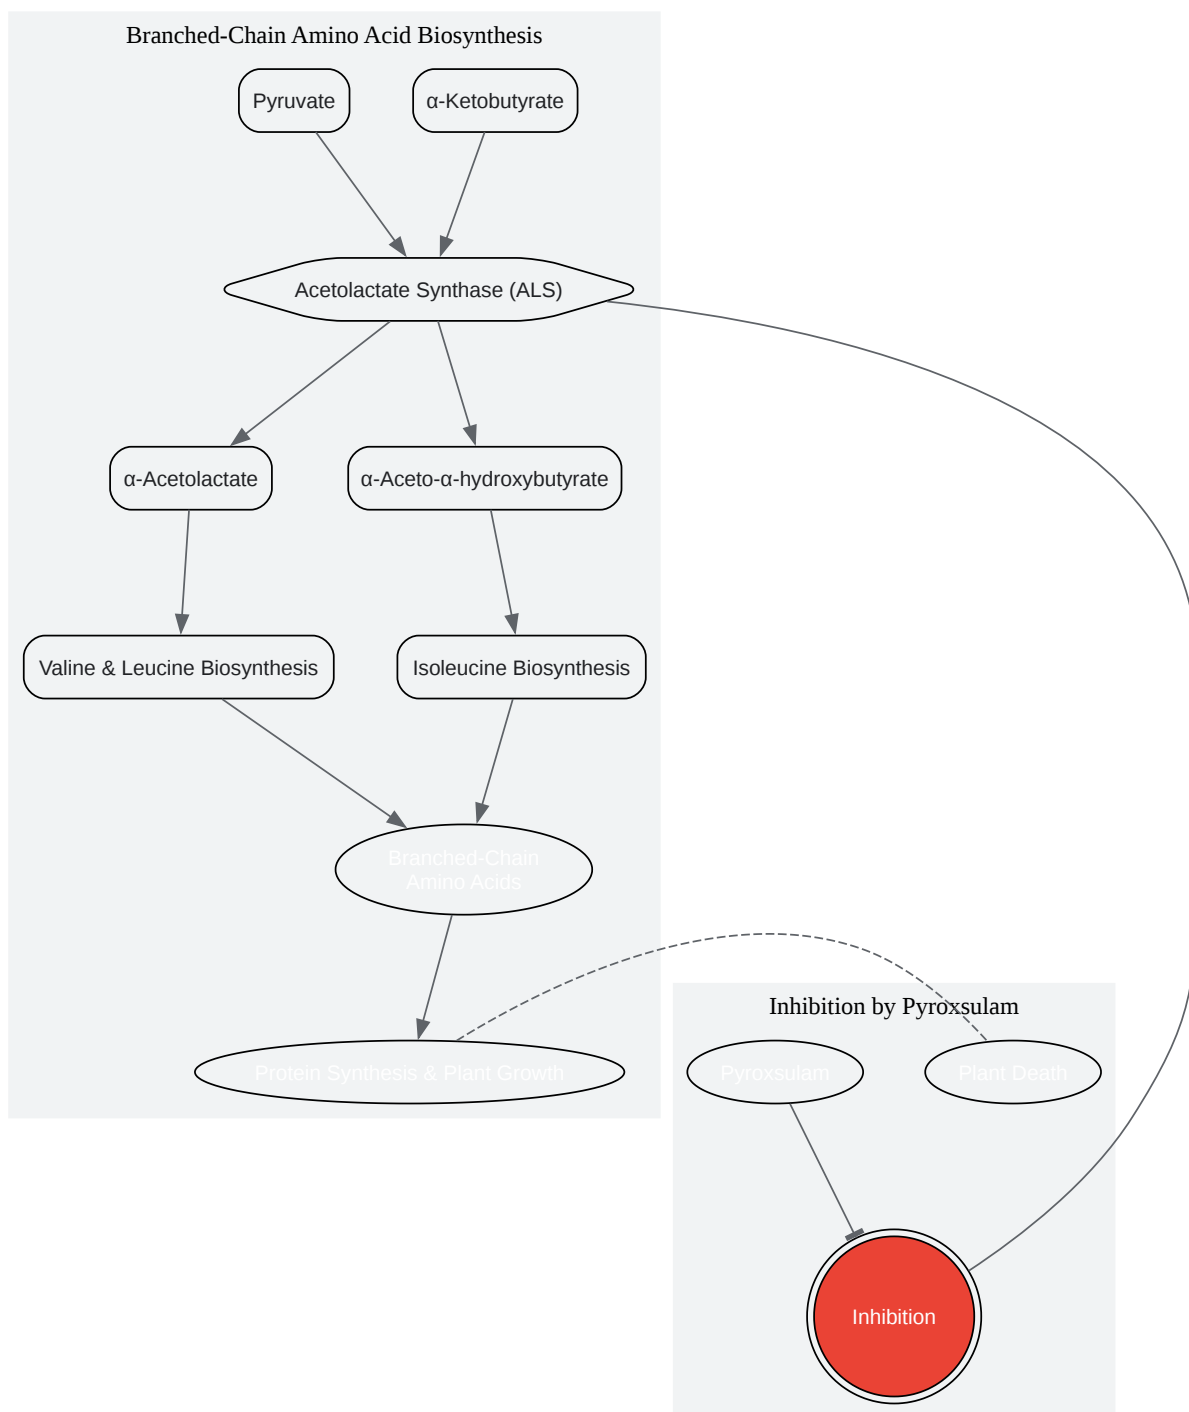 Branched-Chain Amino Acid Biosynthesis
Pyruvate
α-Ketobutyrate
Acetolactate Synthase (ALS)
α-Acetolactate
α-Aceto-α-hydroxybutyrate
Valine & Leucine Biosynthesis
Isoleucine Biosynthesis
Branched-Chain
Amino Acids
Protein Synthesis & Plant Growth
Inhibition by Pyroxsulam
Pyroxsulam
Plant Death
Inhibition